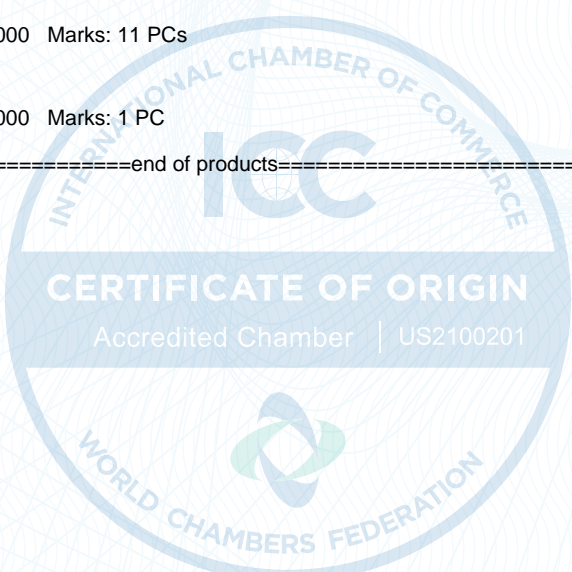 000 Marks: 11 PCs
000 Marks: 1 PC
===========end of products========================
INTERNATIONAL CHAMBER OF COMMERCE
ICC
CERTIFICATE OF ORIGIN
Accredited Chamber | US2100201
WORLD CHAMBERS FEDERATION